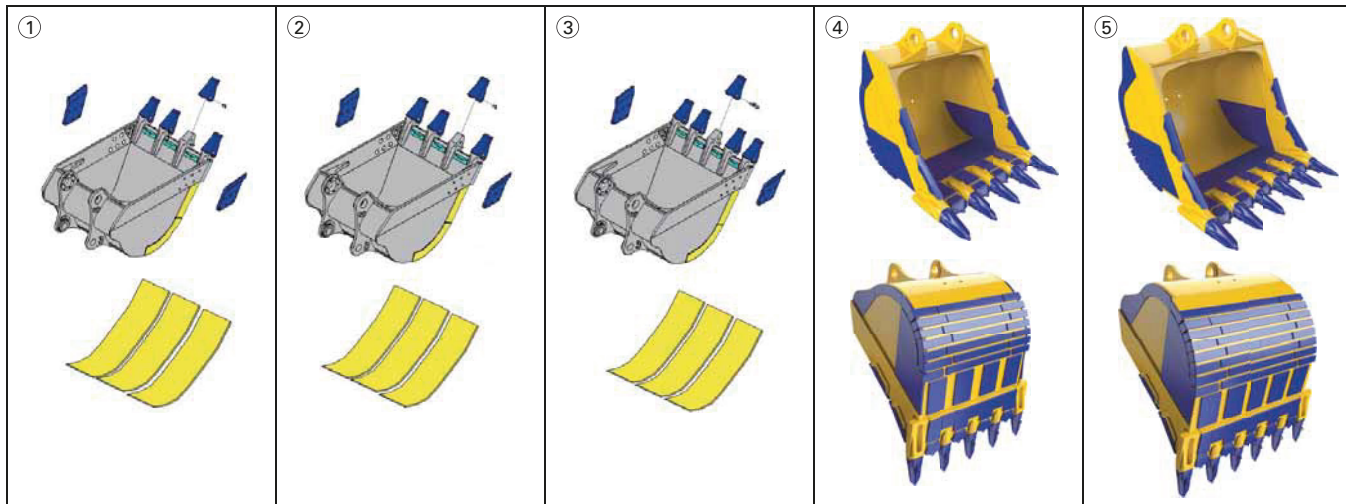 ① ② ③ ④ ⑤